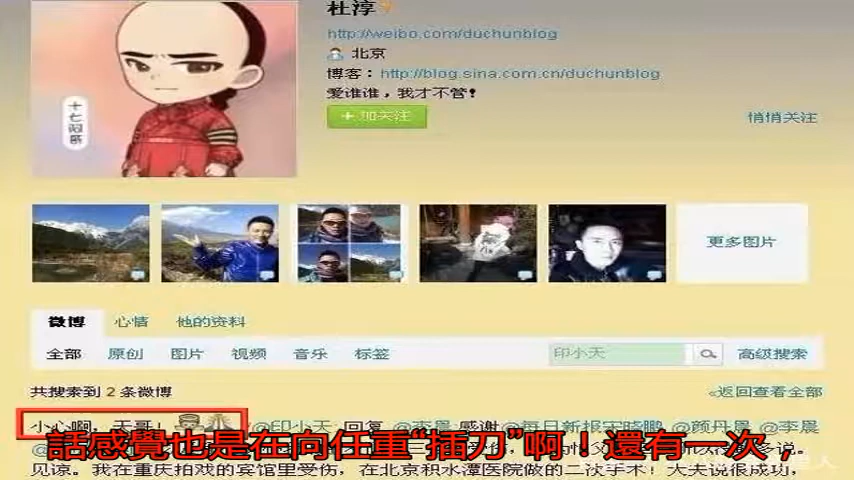 杜淳
http://weibo.com/duchunblog
北京
博客：http://blog.sina.com.cn/duchunblog
爱谁谁，我才不管！
+加关注
悄悄关注
十七阿哥
更多图片
微博 心情 他的资料
全部 原创 图片 视频 音乐 标签
印小天
高级搜索
共搜索到 2 条微博
«返回查看全部
小心啊，天哥！
@印小天 回复 @李晨 感谢@每日新报宋晓鹏 @颜丹晨 @李晨
話感覺也是在向任重“插刀”啊！還有一次，
见谅。我在重庆拍戏的宾馆里受伤，在北京积水潭医院做的二次手术！大夫说很成功，